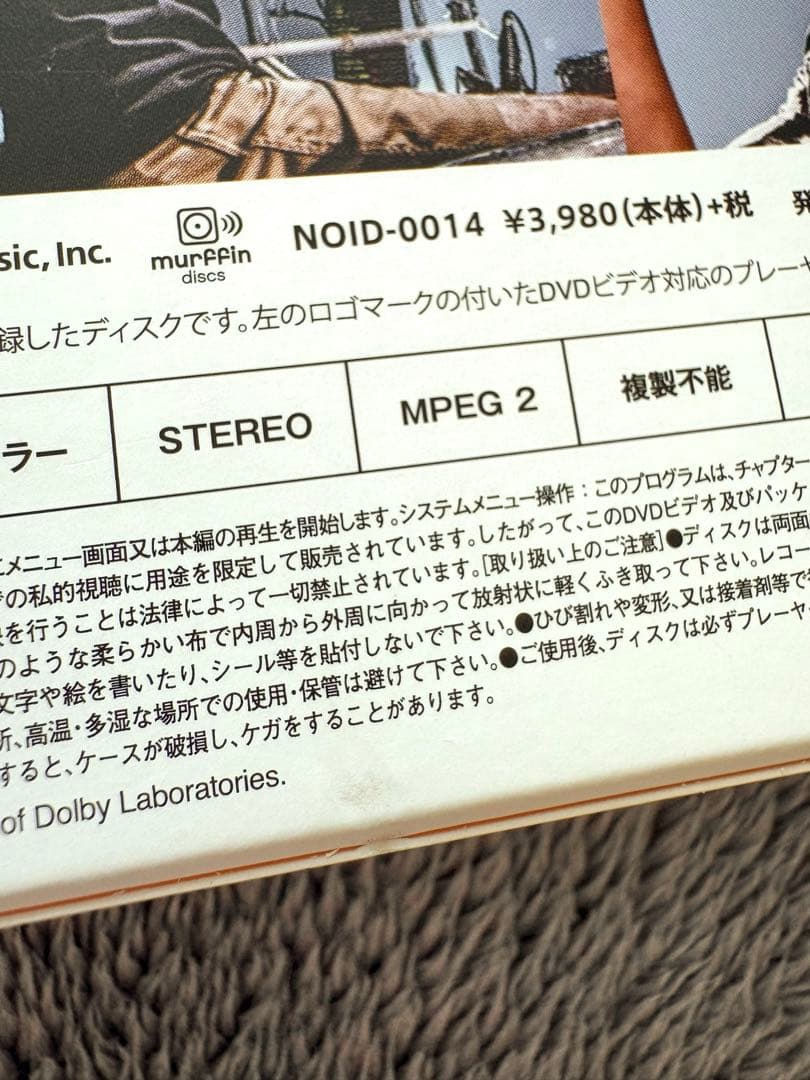 sic, Inc.
murffin
discs
NOID-0014 ¥3,980(本体)+税 発
録したディスクです。左のロゴマークの付いたDVDビデオ対応のプレーヤ
ラー
STEREO
MPEG 2
複製不能
メニュー画面又は本編の再生を開始します。システムメニュー操作:このプログラムは、チャプター
の私的視聴に用途を限定して販売されています。したがって、このDVDビデオ及びパッケ
を行うことは法律によって一切禁止されています。[取り扱い上のご注意]●ディスクは両面
のような柔らかい布で内周から外周に向かって放射状に軽くふき取って下さい。レコー
文字や絵を書いたり、シール等を貼付しないで下さい。●ひび割れや変形、又は接着剤等で
所、高温・多湿な場所での使用・保管は避けて下さい。●ご使用後、ディスクは必ずプレーヤ
すると、ケースが破損し、ケガをすることがあります。
of Dolby Laboratories.